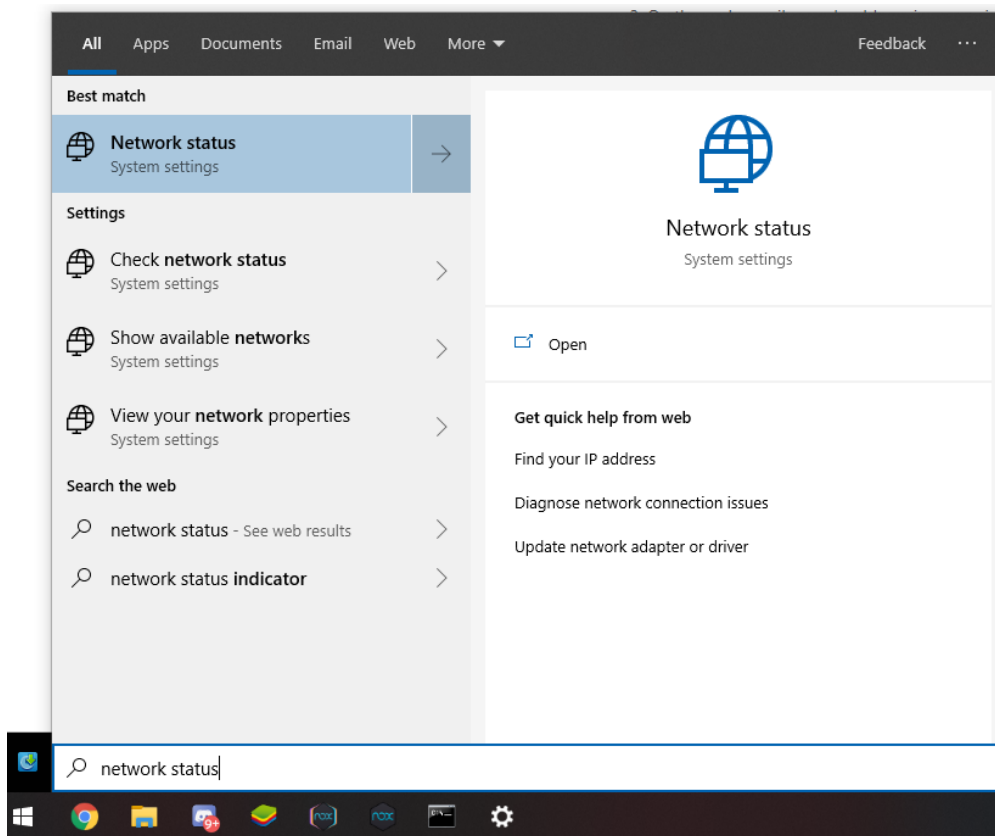 All Apps Documents Email Web More Feedback ...
Best match
Network status
System settings
Settings
Check network status
System settings
Show available networks
System settings
View your network properties
System settings
Search the web
network status - See web results
network status indicator
Network status
System settings
Open
Get quick help from web
Find your IP address
Diagnose network connection issues
Update network adapter or driver
network status
9+
nox
nox